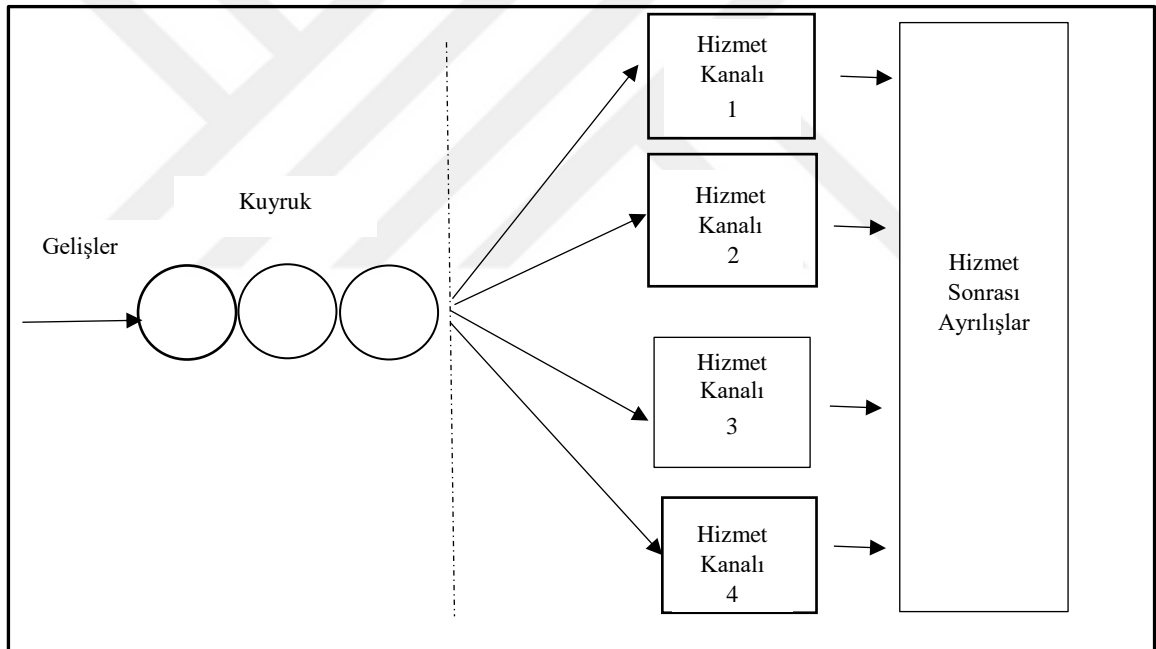 Gelişler
Kuyruk
Hizmet
Kanalı
1
Hizmet
Kanalı
2
Hizmet
Kanalı
3
Hizmet
Kanalı
4
Hizmet
Sonrası
Ayrılışlar